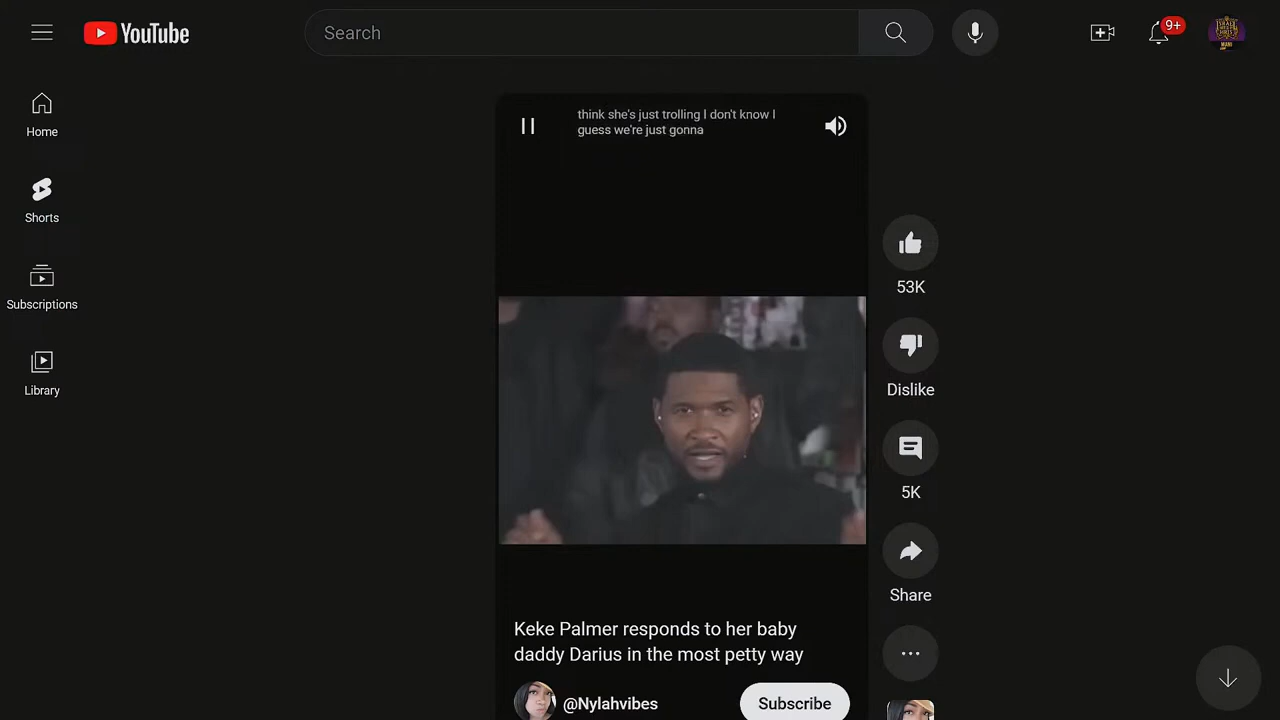 YouTube
Search
9+
Home
Shorts
Subscriptions
Library
think she's just trolling I don't know I
guess we're just gonna
53K
Dislike
5K
Share
Keke Palmer responds to her baby
daddy Darius in the most petty way
@Nylahvibes
Subscribe